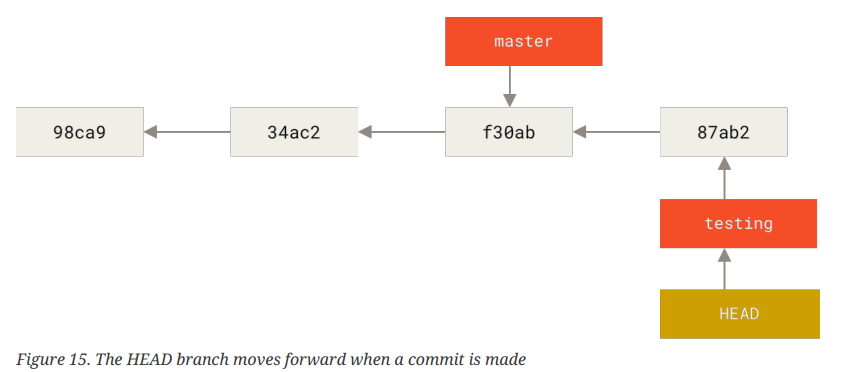 master
98ca9 34ac2 f30ab 87ab2
testing
HEAD
Figure 15. The HEAD branch moves forward when a commit is made